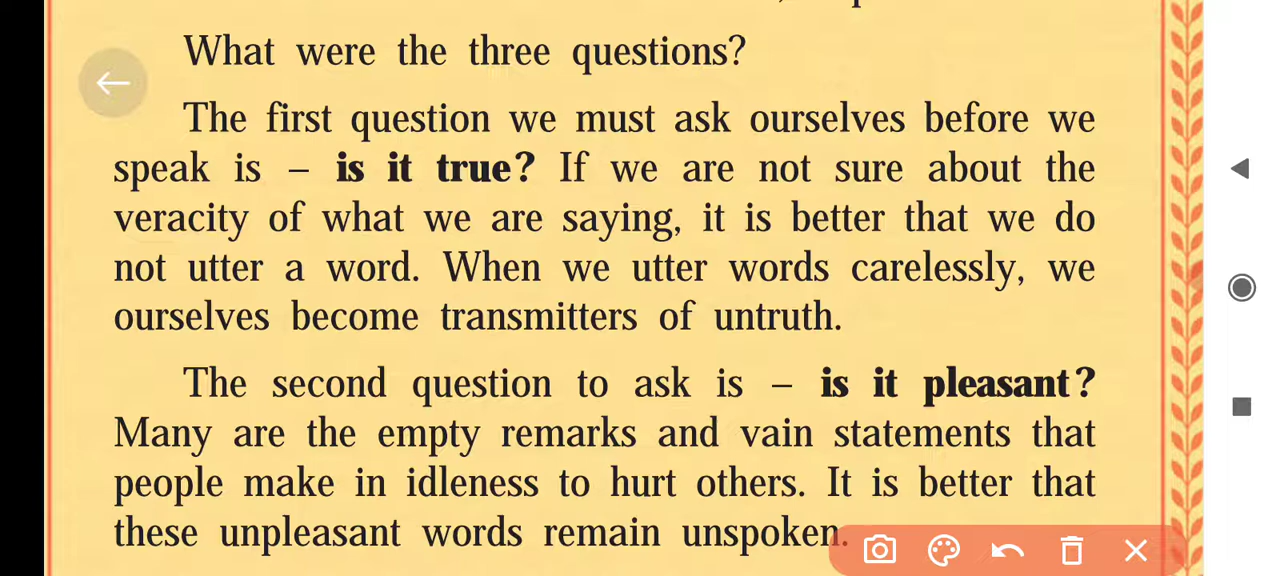 What were the three questions?
The first question we must ask ourselves before we
speak is – is it true? If we are not sure about the
veracity of what we are saying, it is better that we do
not utter a word. When we utter words carelessly, we
ourselves become transmitters of untruth.
The second question to ask is – is it pleasant?
Many are the empty remarks and vain statements that
people make in idleness to hurt others. It is better that
these unpleasant words remain unspoken.